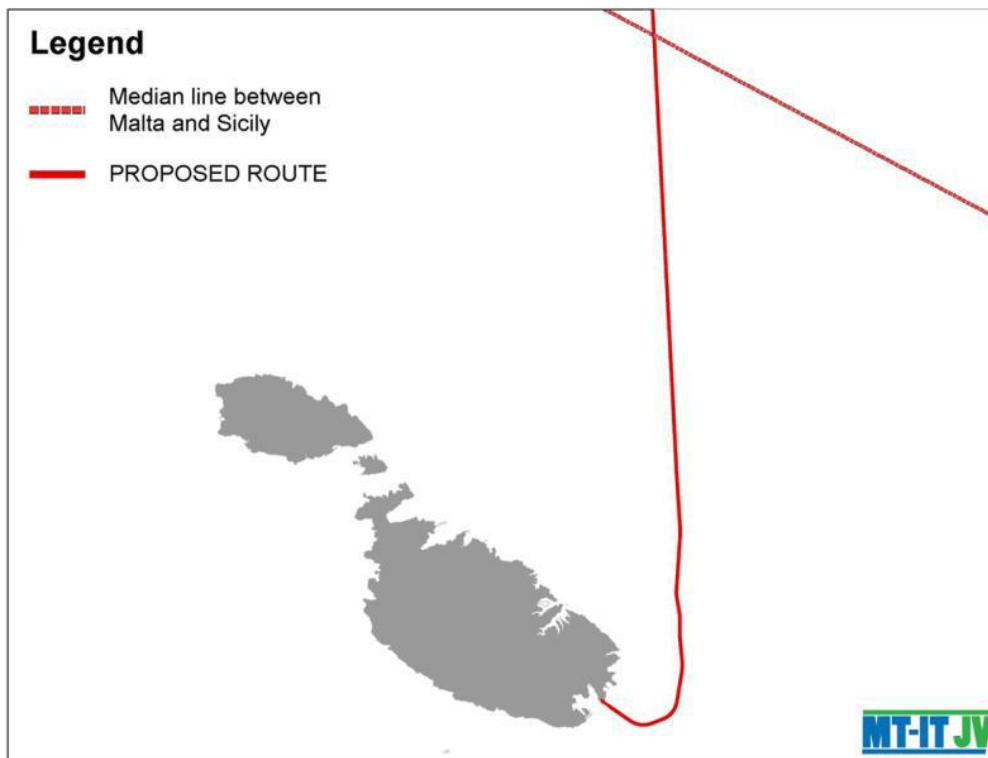 Legend
Median line between
Malta and Sicily
PROPOSED ROUTE
MT-IT JV